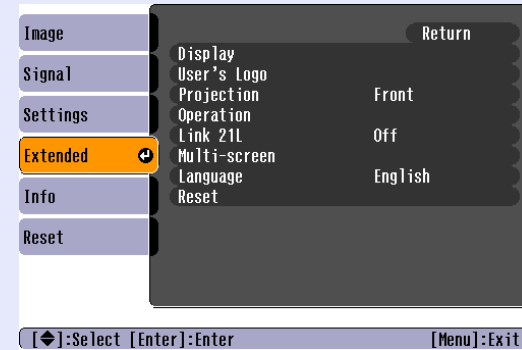 Image
Signal
Settings
Extended
Info
Reset
Return
Display
User's Logo
Projection Front
Operation
Link 21L Off
Multi-screen
Language English
Reset
[◆]:Select [Enter]:Enter [Menu]:Exit